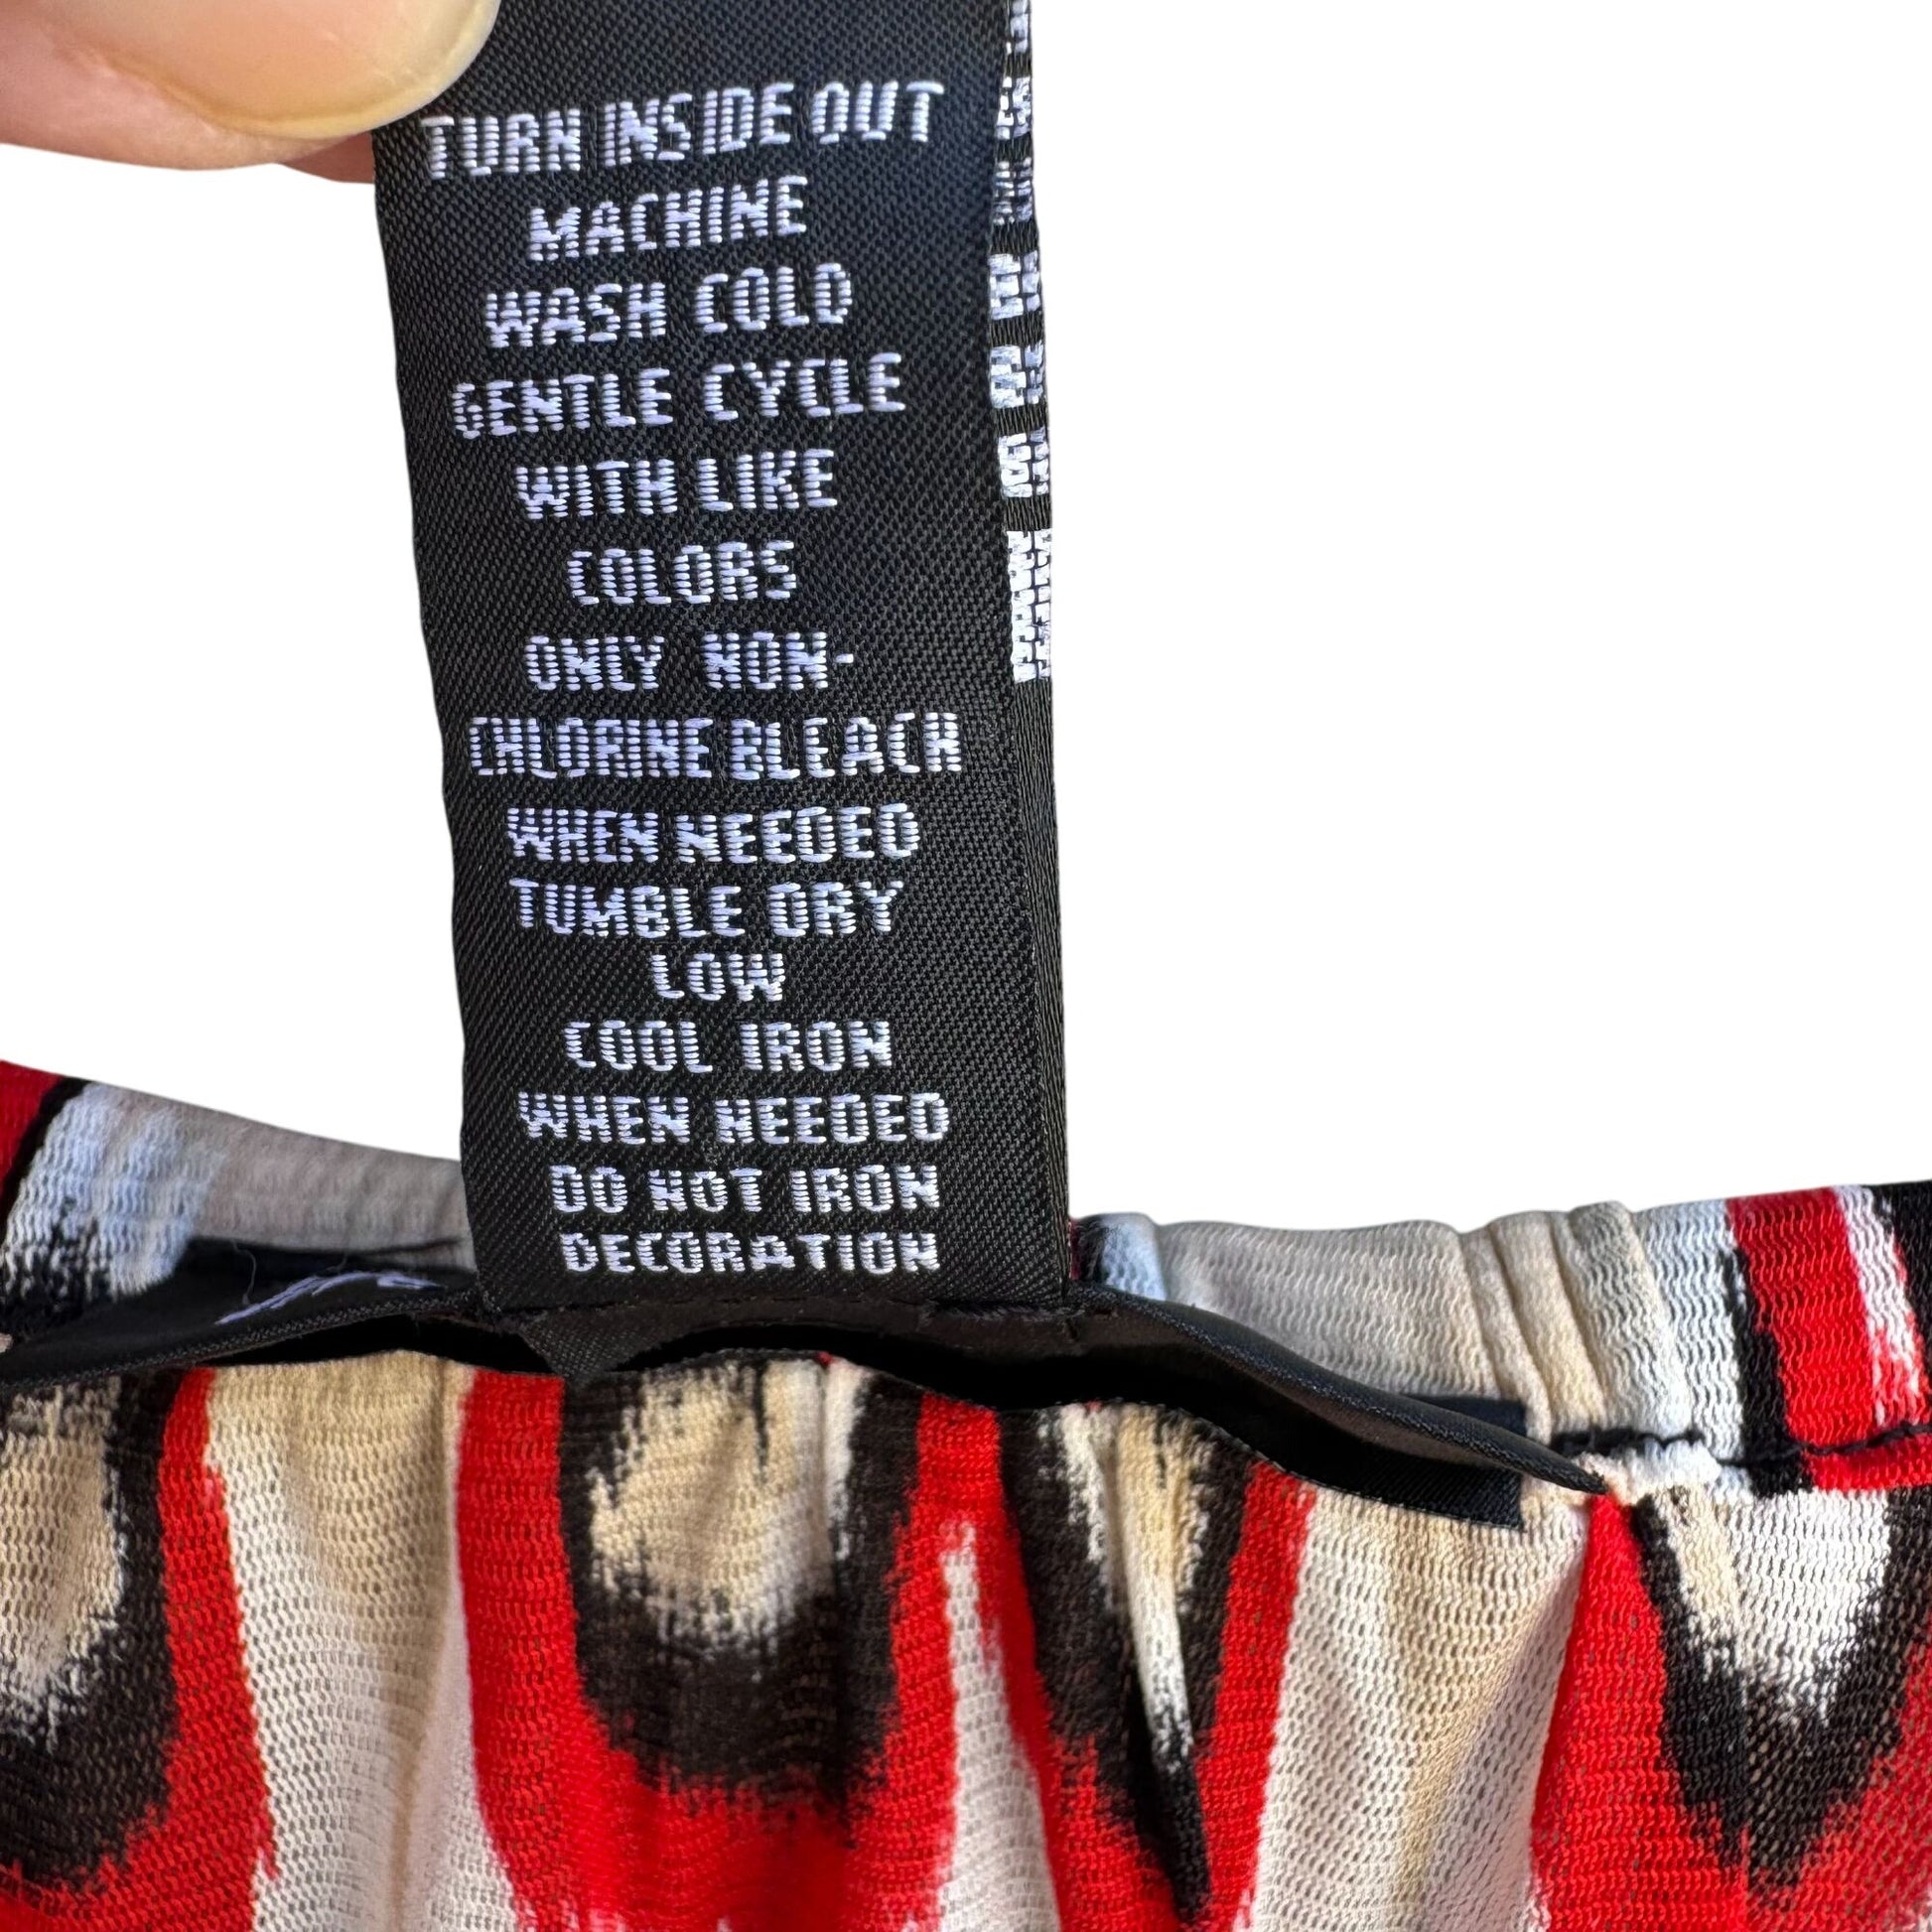 TURN INSIDE OUT
MACHINE
WASH COLD
GENTLE CYCLE
WITH LIKE
COLORS
ONLY NON-
CHLORINE BLEACH
WHEN NEEDED
TUMBLE DRY
LOW
COOL IRON
WHEN NEEDED
DO NOT IRON
DECORATION